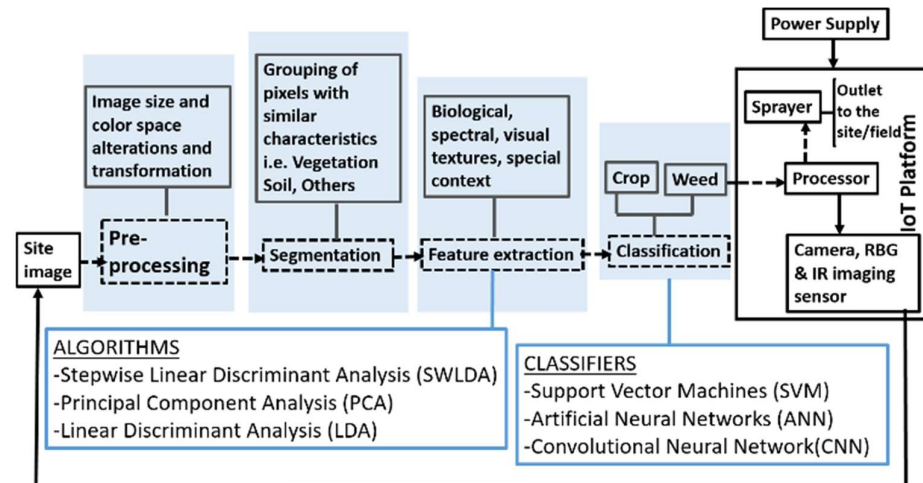 Power Supply
Image size and
color space
alterations and
transformation
Grouping of
pixels with
similar
characteristics
i.e. Vegetation
Soil, Others
Biological,
spectral, visual
textures, special
context
Crop
Weed
Sprayer
Outlet
to the
site/field
Processor
IoT Platform
Camera, RBG
& IR imaging
sensor
Site
image
Pre-
processing
Segmentation
Feature extraction
Classification
ALGORITHMS
-Stepwise Linear Discriminant Analysis (SWLDA)
-Principal Component Analysis (PCA)
-Linear Discriminant Analysis (LDA)
CLASSIFIERS
-Support Vector Machines (SVM)
-Artificial Neural Networks (ANN)
-Convolutional Neural Network(CNN)